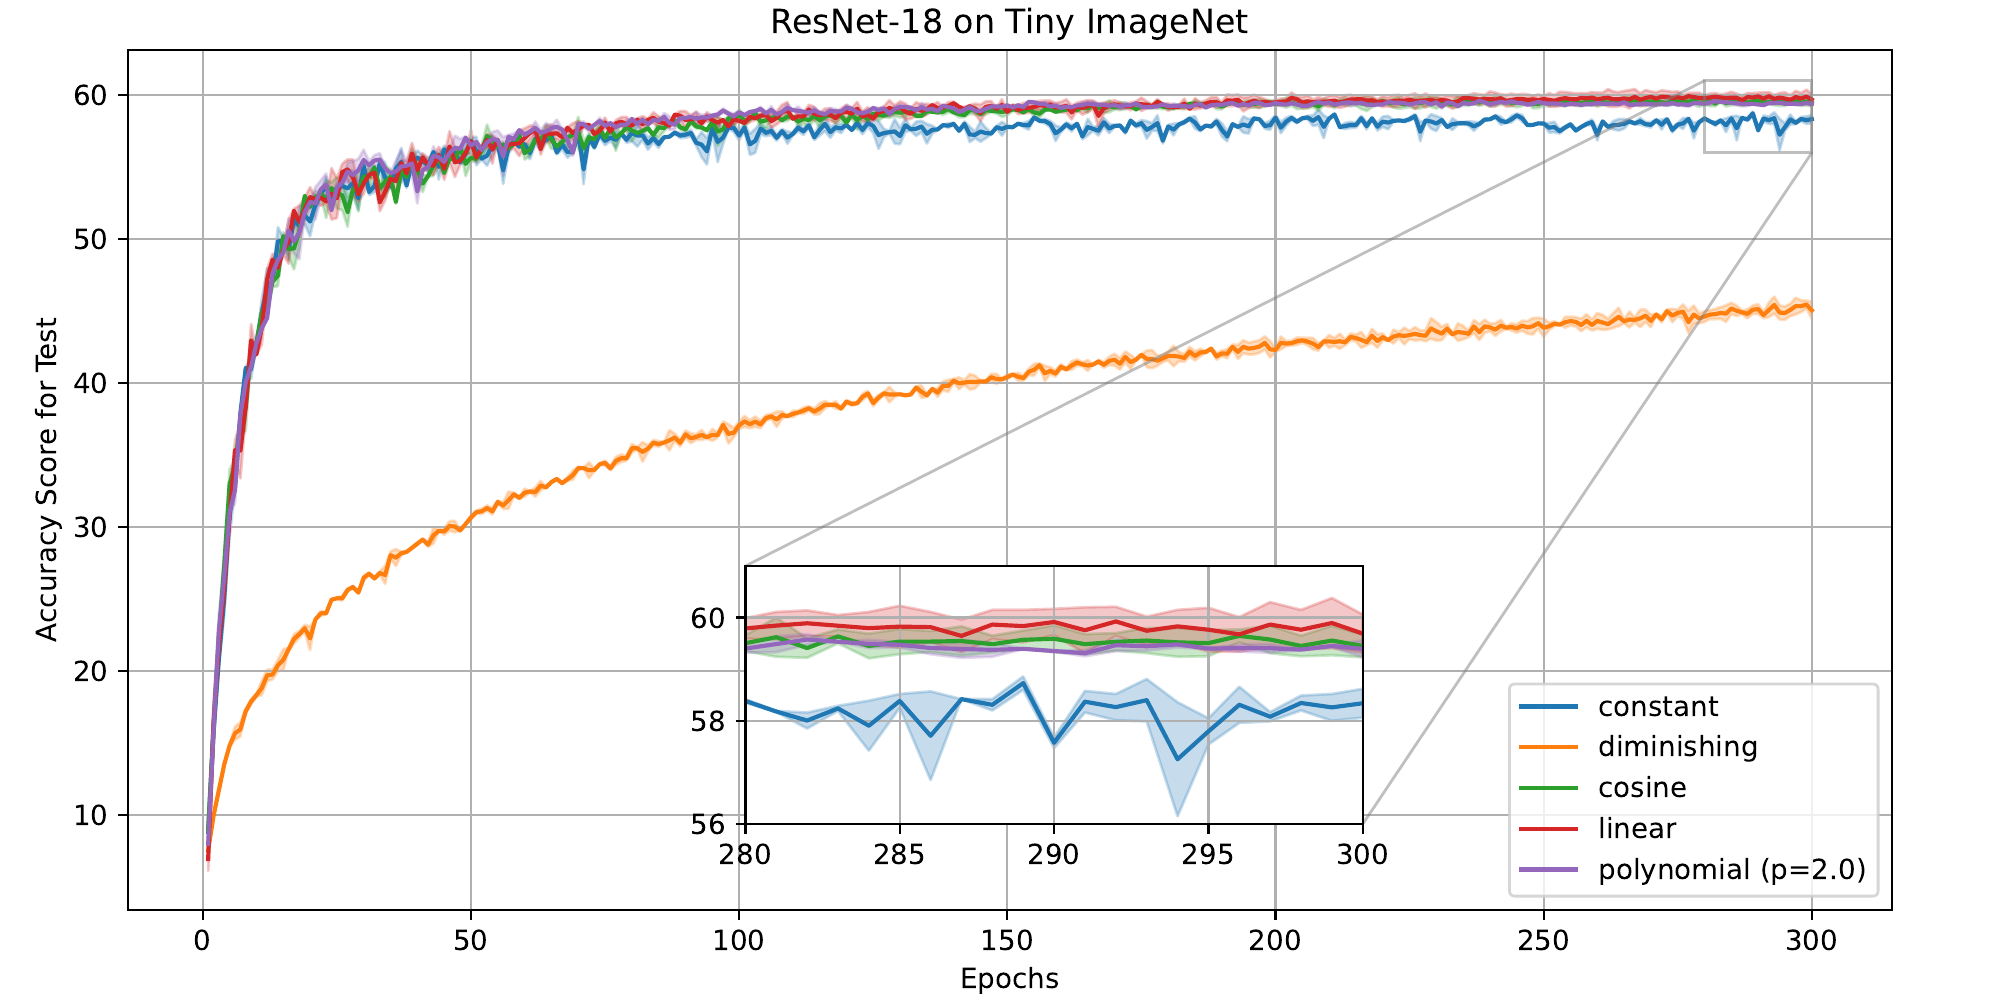 ResNet-18 on Tiny ImageNet
Accuracy Score for Test
60
50
40
30
20
10
60
58
56
280 285 290 295 300
constant
diminishing
cosine
linear
polynomial (p=2.0)
0 50 100 150 200 250 300
Epochs